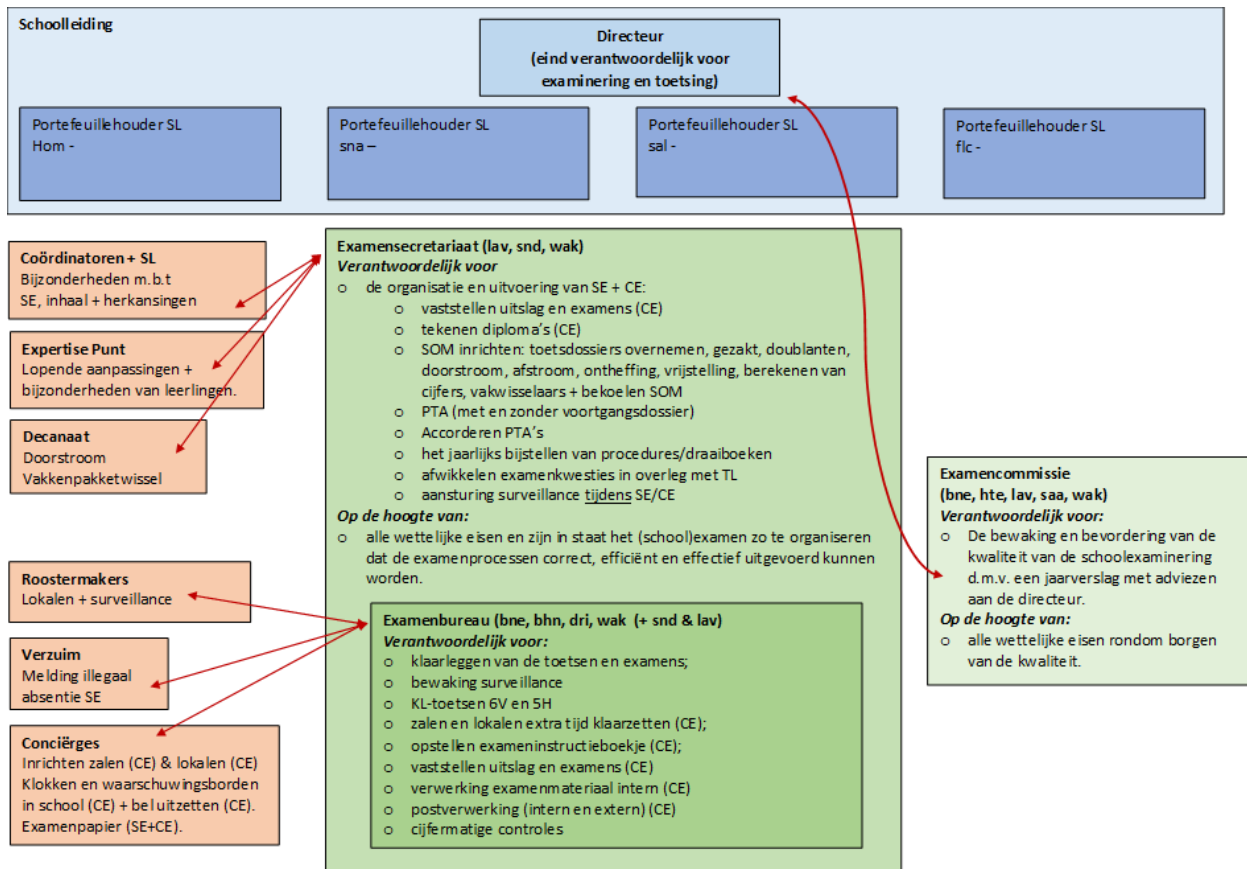 Schoolleiding
Directeur
(eind verantwoordelijk voor
examinering en toetsing)
Portefeuillehouder SL
Hom -
Portefeuillehouder SL
sna –
Portefeuillehouder SL
sal -
Portefeuillehouder SL
flc -
Coördinatoren + SL
Bijzonderheden m.b.t
SE, inhaal + herkansingen
Expertise Punt
Lopende aanpassingen +
bijzonderheden van leerlingen.
Decanaat
Doorstroom
Vakkenpakketwissel
Roostermakers
Lokalen + surveillance
Verzuim
Melding illegaal
absentie SE
Conciërges
Inrichten zalen (CE) & lokalen (CE)
Klokken en waarschuwingsborden
in school (CE) + bel uitzetten (CE).
Examenpapier (SE+CE).
Examensecretariaat (lav, snd, wak)
Verantwoordelijk voor
o de organisatie en uitvoering van SE + CE:
o vaststellen uitslag en examens (CE)
o tekenen diploma's (CE)
o SOM inrichten: toetsdossiers overnemen, gezakt, doublanten,
doorstroom, afstroom, ontheffing, vrijstelling, berekenen van
cijfers, vakwisselaars + bekoelen SOM
o PTA (met en zonder voortgangsdossier)
o Accorderen PTA's
o het jaarlijks bijstellen van procedures/draaiboeken
o afwikkelen examenkwesties in overleg met TL
o aansturing surveillance tijdens SE/CE
Op de hoogte van:
o alle wettelijke eisen en zijn in staat het (school)examen zo te organiseren
dat de examenprocessen correct, efficiënt en effectief uitgevoerd kunnen
worden.
Examenbureau (bne, bhn, dri, wak (+ snd & lav)
Verantwoordelijk voor:
o klaarleggen van de toetsen en examens;
o bewaking surveillance
o KL-toetsen 6V en 5H
o zalen en lokalen extra tijd klaarzetten (CE);
o opstellen exameninstructieboekje (CE);
o vaststellen uitslag en examens (CE)
o verwerking examenmateriaal intern (CE)
o postverwerking (intern en extern) (CE)
o cijfermatige controles
Examencommissie
(bne, hte, lav, saa, wak)
Verantwoordelijk voor:
o De bewaking en bevordering van de
kwaliteit van de schoolexaminering
d.m.v. een jaarverslag met adviezen
aan de directeur.
Op de hoogte van:
o alle wettelijke eisen rondom borgen
van de kwaliteit.